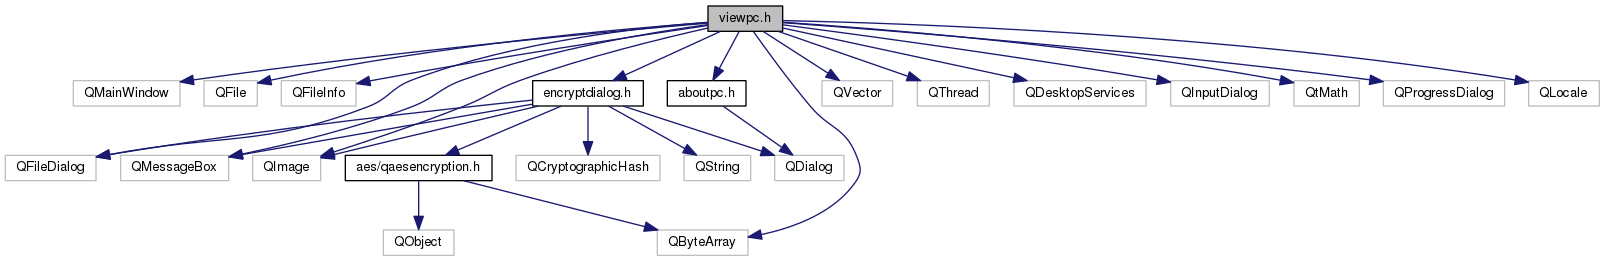 viewpc.h
QMainWindow
QFile
QFileInfo
encryptdialog.h
aboutpc.h
QVector
QThread
QDesktopServices
QInputDialog
QtMath
QProgressDialog
QLocale
QFileDialog
QMessageBox
QImage
aes/qaesencryption.h
QCryptographicHash
QString
QDialog
QObject
QByteArray